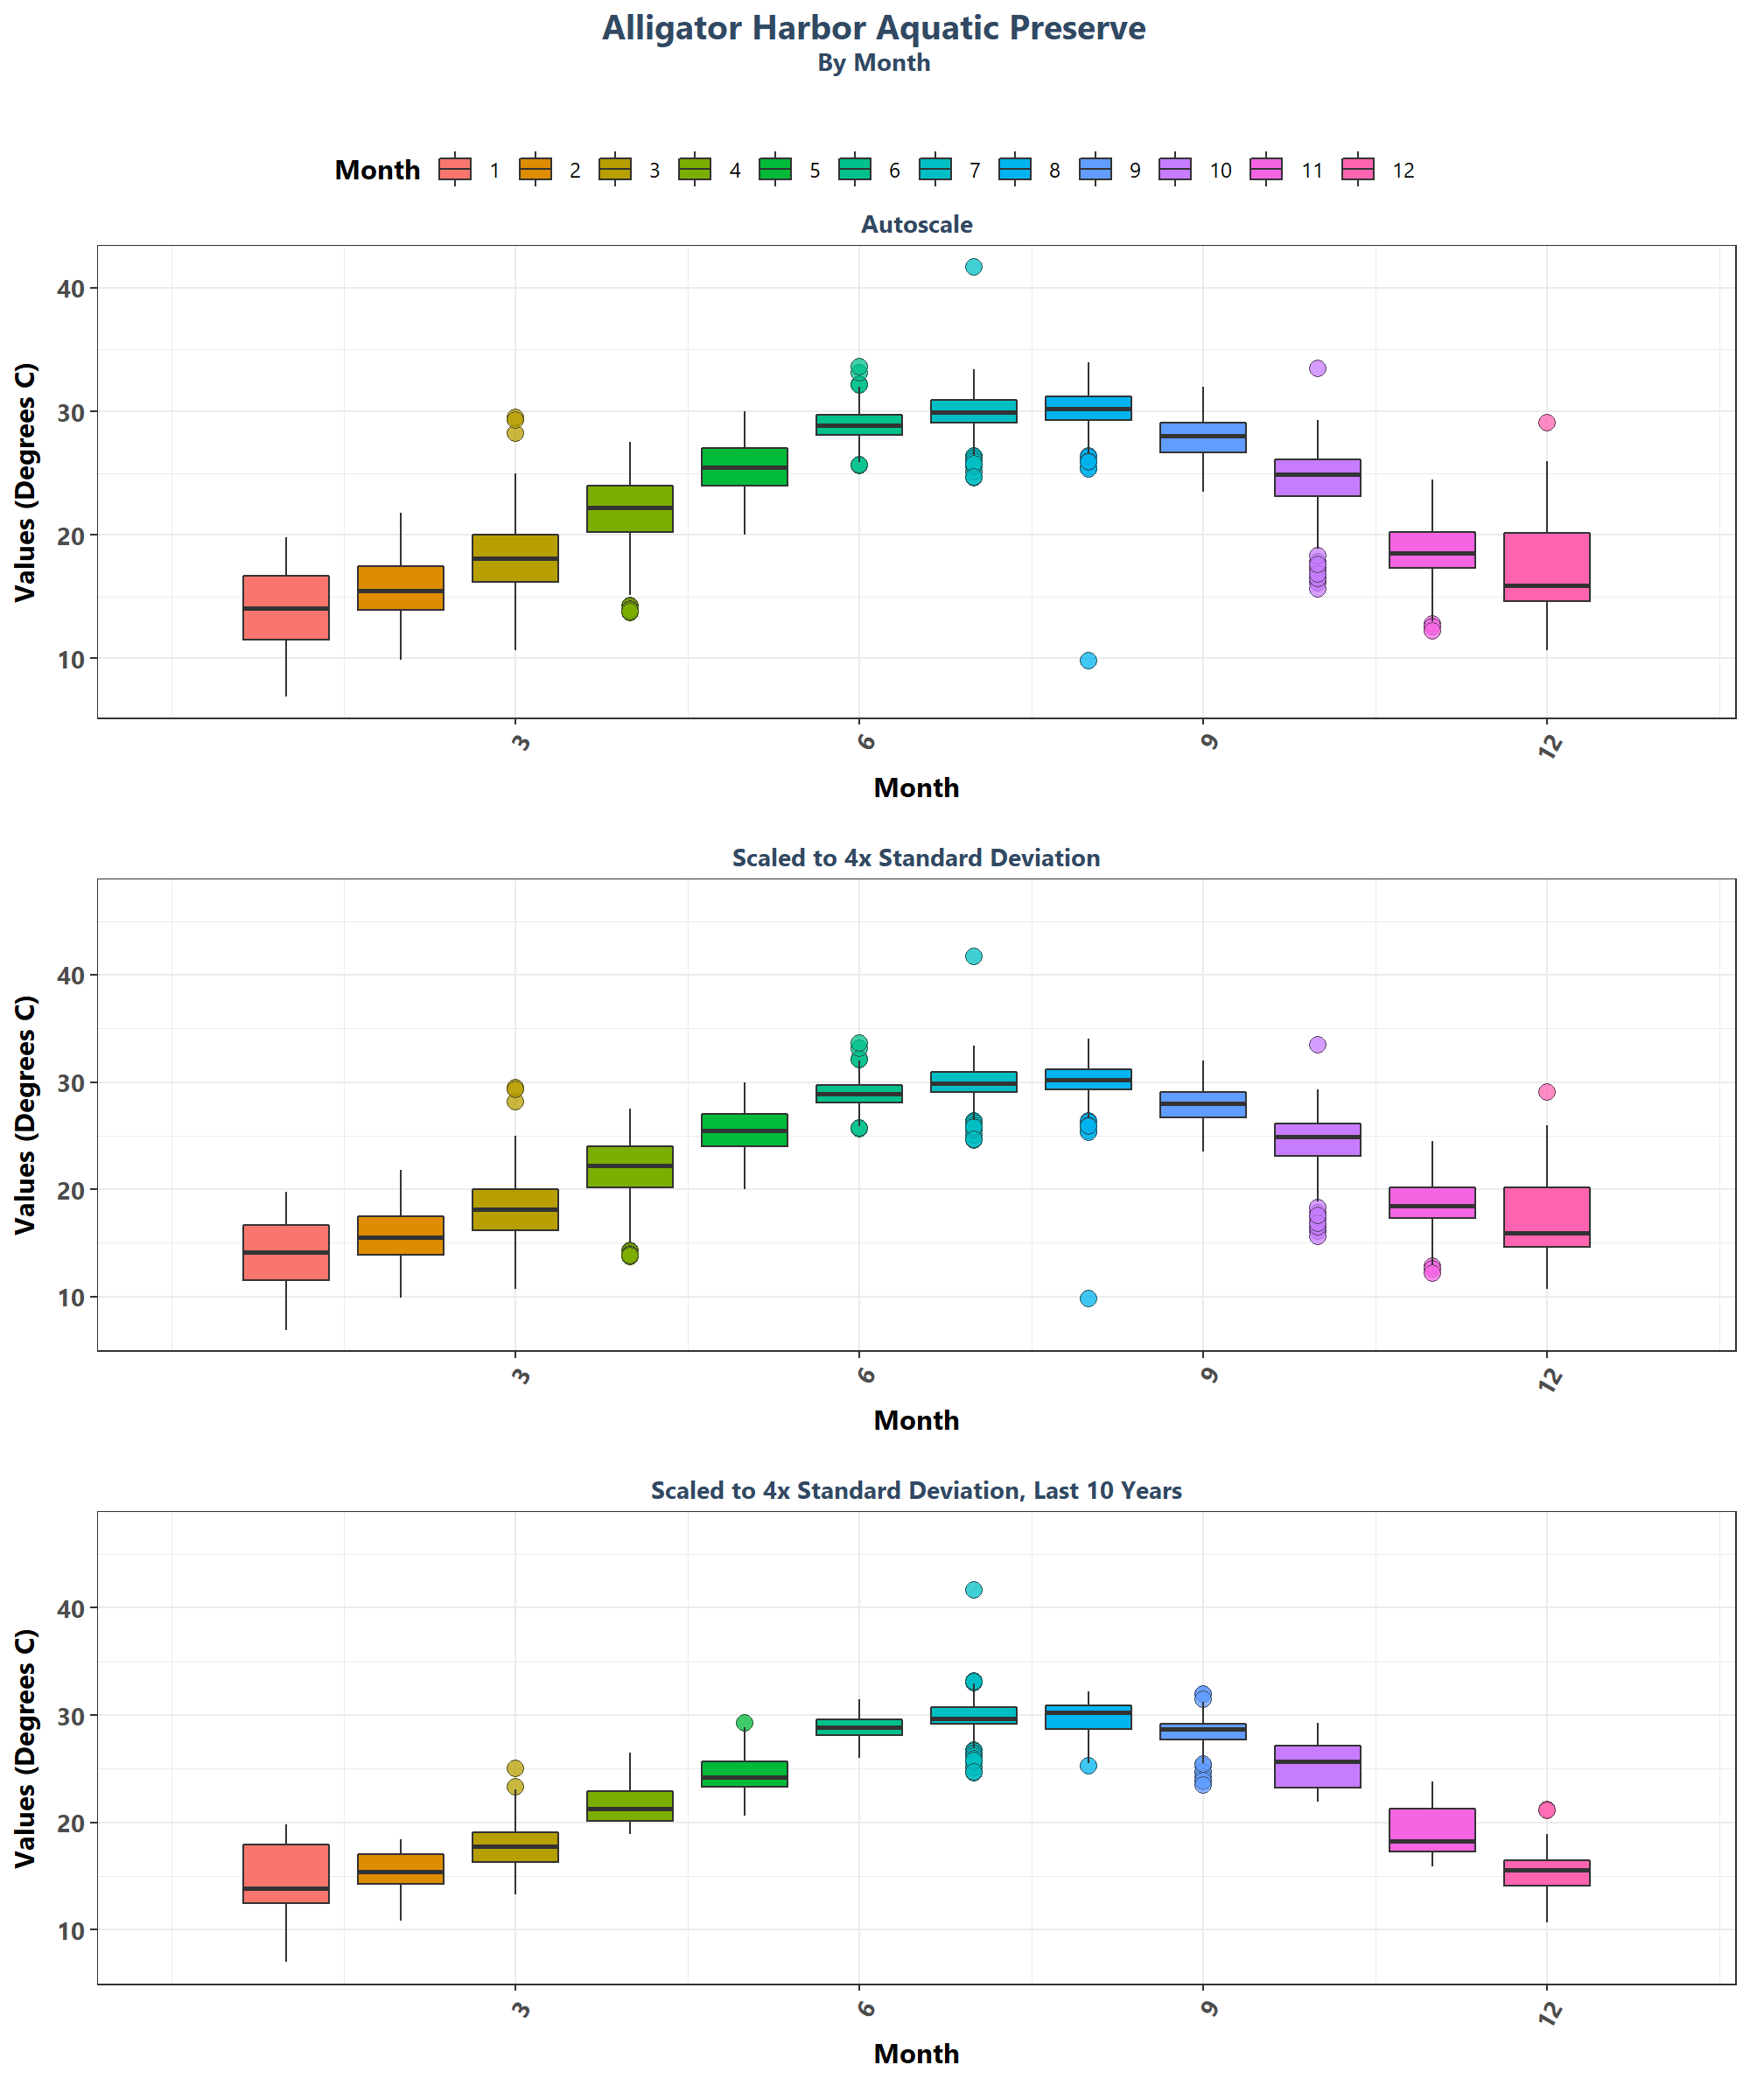 Alligator Harbor Aquatic Preserve
By Month
Month 1 2 3 4 5 6 7 8 9 10 11 12
Autoscale
Values (Degrees C)
40
30
20
10
3 6 9 12
Month
Scaled to 4x Standard Deviation
Values (Degrees C)
40
30
20
10
3 6 9 12
Month
Scaled to 4x Standard Deviation, Last 10 Years
Values (Degrees C)
40
30
20
10
3 6 9 12
Month